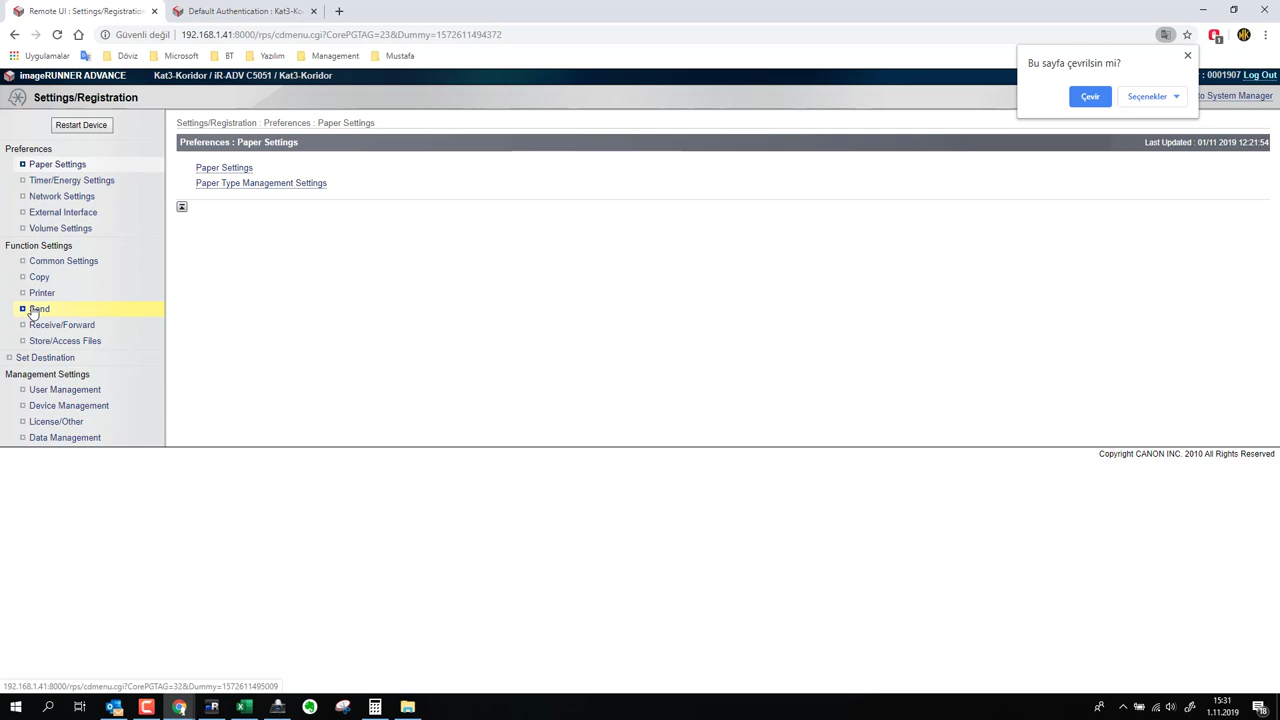 Remote UI : Settings/Registration
Default Authentication : Kat3-Ko
Güvenli değil
192.168.1.41:8000/rps/cdmenu.cgi?CorePGTAG=23&Dummy=1572611494372
Uygulamalar
Döviz
Microsoft
BT
Yazılım
Management
Mustafa
Bu sayfa çevrilsin mi?
Çevir
Seçenekler
imageRUNNER ADVANCE
Kat3-Koridor / iR-ADV C5051 / Kat3-Koridor
: 0001907 Log Out
Settings/Registration
to System Manager
Restart Device
Preferences
Paper Settings
Timer/Energy Settings
Network Settings
External Interface
Volume Settings
Function Settings
Common Settings
Copy
Printer
Send
Receive/Forward
Store/Access Files
Set Destination
Management Settings
User Management
Device Management
License/Other
Data Management
Settings/Registration : Preferences : Paper Settings
Preferences : Paper Settings
Last Updated : 01/11 2019 12:21:54
Paper Settings
Paper Type Management Settings
Copyright CANON INC. 2010 All Rights Reserved
192.168.1.41:8000/rps/cdmenu.cgi?CorePGTAG=32&Dummy=1572611495009
15:31
1.11.2019
18